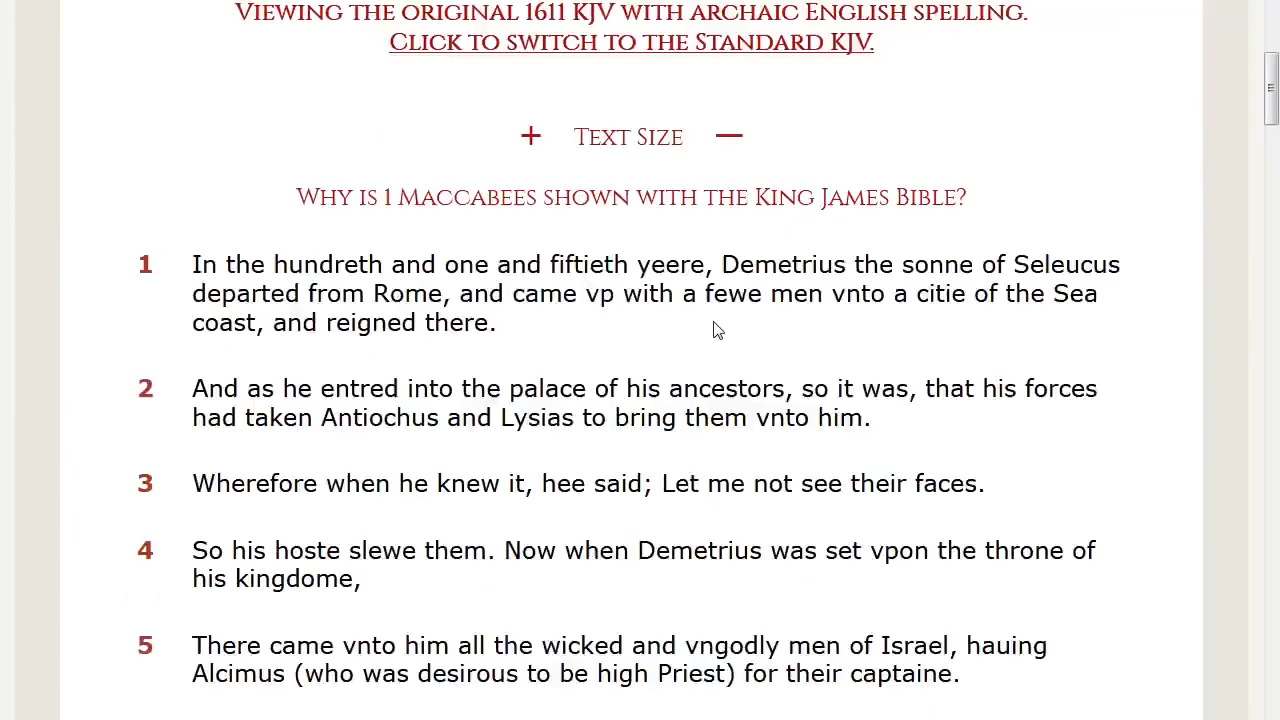 Viewing the original 1611 KJV with archaic English spelling.
Click to switch to the Standard KJV.
+ Text Size −
Why is 1 Maccabees shown with the King James Bible?
1 In the hundreth and one and fiftieth yeere, Demetrius the sonne of Seleucus
departed from Rome, and came vp with a fewe men vnto a citie of the Sea
coast, and reigned there.
2 And as he entred into the palace of his ancestors, so it was, that his forces
had taken Antiochus and Lysias to bring them vnto him.
3 Wherefore when he knew it, hee said; Let me not see their faces.
4 So his hoste slewe them. Now when Demetrius was set vpon the throne of
his kingdome,
5 There came vnto him all the wicked and vngodly men of Israel, hauing
Alcimus (who was desirous to be high Priest) for their captaine.